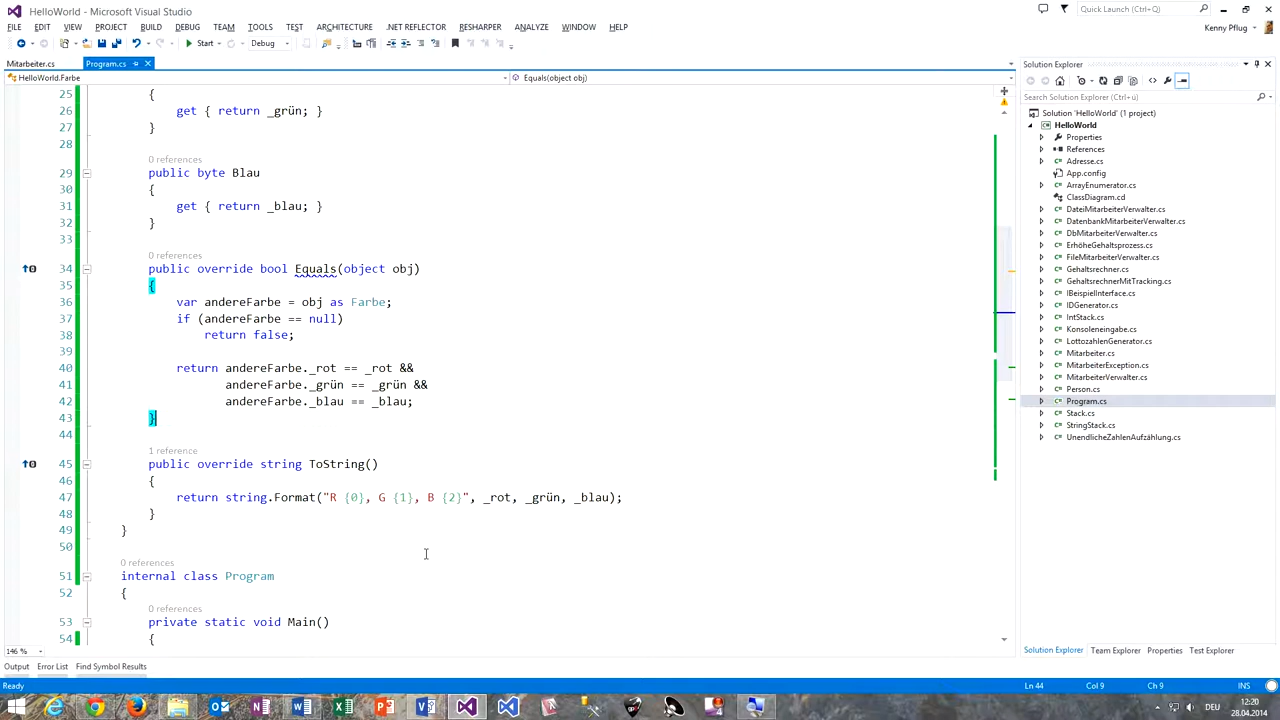 HelloWorld - Microsoft Visual Studio
Quick Launch (Ctrl+Ö)
FILE EDIT VIEW PROJECT BUILD DEBUG TEAM TOOLS TEST ARCHITECTURE .NET REFLECTOR RESHARPER ANALYZE WINDOW HELP
Kenny Pflug
Start Debug
Mitarbeiter.cs Program.cs
HelloWorld.Farbe Equals(object obj)
25 {
26 get { return _grün; }
27 }
28
0 references
29 public byte Blau
30 {
31 get { return _blau; }
32 }
33
0 references
34 public override bool Equals(object obj)
35 {
36 var andereFarbe = obj as Farbe;
37 if (andereFarbe == null)
38 return false;
39
40 return andereFarbe._rot == _rot &&
41 andereFarbe._grün == _grün &&
42 andereFarbe._blau == _blau;
43 }
44
1 reference
45 public override string ToString()
46 {
47 return string.Format("R {0}, G {1}, B {2}", _rot, _grün, _blau);
48 }
49 }
50
0 references
51 internal class Program
52 {
0 references
53 private static void Main()
54 {
146 %
Solution Explorer
Search Solution Explorer (Ctrl+ü)
Solution 'HelloWorld' (1 project)
HelloWorld
Properties
References
Adresse.cs
App.config
ArrayEnumerator.cs
ClassDiagram.cd
DateiMitarbeiterVerwalter.cs
DatenbankMitarbeiterVerwalter.cs
DbMitarbeiterVerwalter.cs
ErhöheGehaltsprozess.cs
FileMitarbeiterVerwalter.cs
Gehaltsrechner.cs
GehaltsrechnerMitTracking.cs
IBeispielInterface.cs
IDGenerator.cs
IntStack.cs
Konsoleneingabe.cs
LottozahlenGenerator.cs
Mitarbeiter.cs
MitarbeiterException.cs
MitarbeiterVerwalter.cs
Person.cs
Program.cs
Stack.cs
StringStack.cs
UnendlicheZahlenAufzählung.cs
Solution Explorer Team Explorer Properties Test Explorer
Output Error List Find Symbol Results
Ready Ln 44 Col 9 Ch 9 INS
12:20
28.04.2014